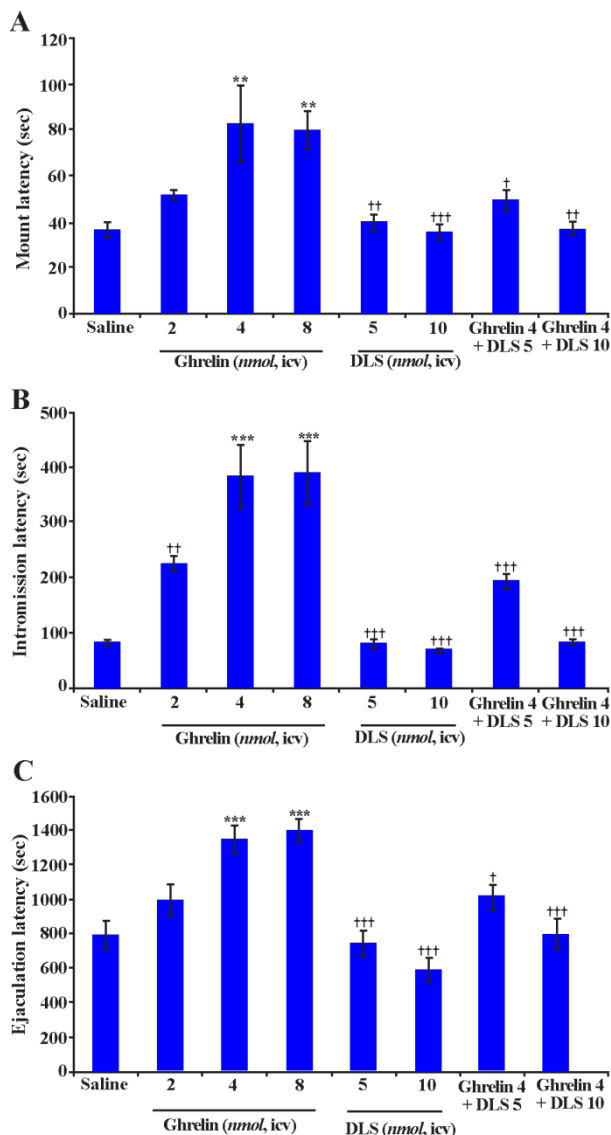 A
Mount latency (sec)
120
100
80
60
40
20
0
**
**
††
†††
†
††
Saline 2 4 8 5 10 Ghrelin 4 Ghrelin 4
+ DLS 5 + DLS 10
Ghrelin (nmol, icv) DLS (nmol, icv)
B
Intromission latency (sec)
500
400
300
200
100
0
††
***
***
†††
†††
†††
†††
Saline 2 4 8 5 10 Ghrelin 4 Ghrelin 4
+ DLS 5 + DLS 10
Ghrelin (nmol, icv) DLS (nmol, icv)
C
Ejaculation latency (sec)
1600
1400
1200
1000
800
600
400
200
0
***
***
†††
†††
†
†††
Saline 2 4 8 5 10 Ghrelin 4 Ghrelin 4
+ DLS 5 + DLS 10
Ghrelin (nmol, icv) DLS (nmol, icv)